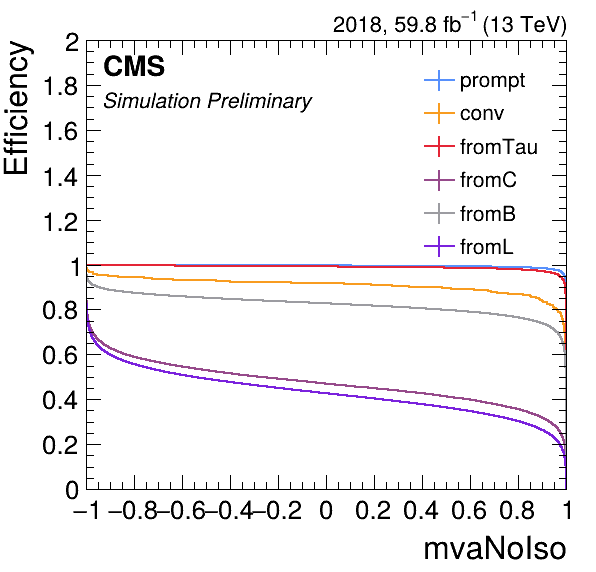 2018, 59.8 fb⁻¹ (13 TeV)
Efficiency
2
1.8
1.6
1.4
1.2
1
0.8
0.6
0.4
0.2
0
CMS
Simulation Preliminary
prompt
conv
fromTau
fromC
fromB
fromL
−1 −0.8 −0.6 −0.4 −0.2 0 0.2 0.4 0.6 0.8 1
mvaNoIso